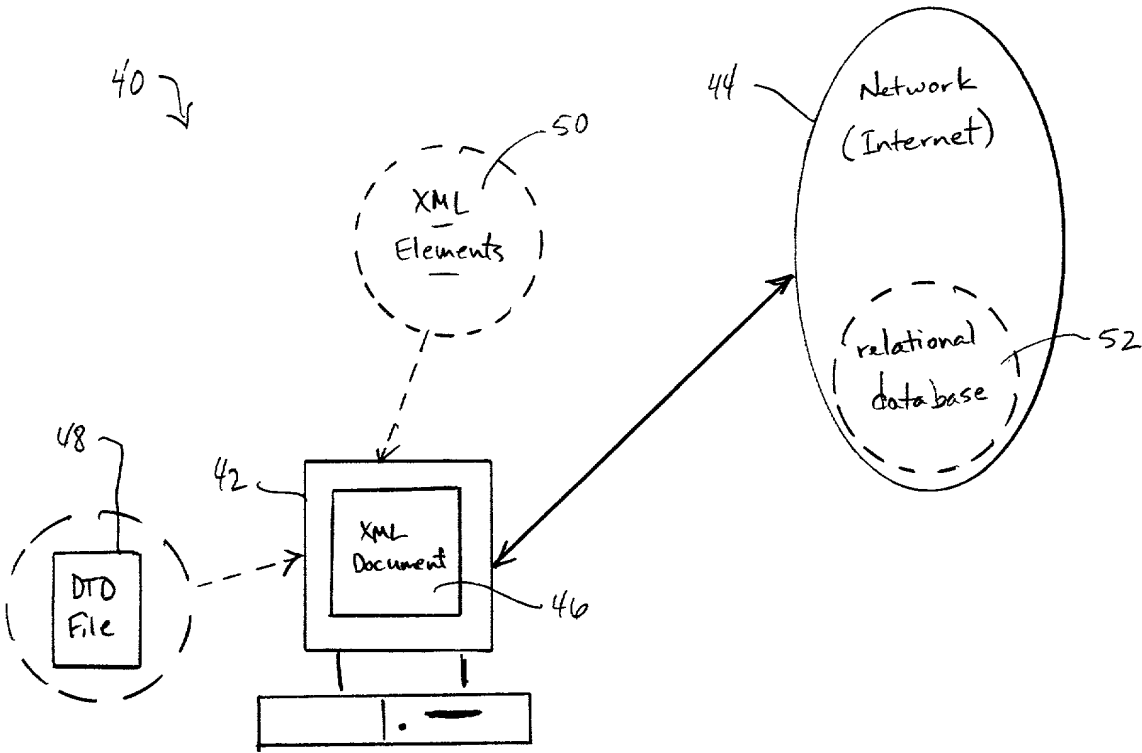 40
44
Network
(Internet)
50
XML
Elements
relational
database
52
48
42
XML
Document
46
DTD
File